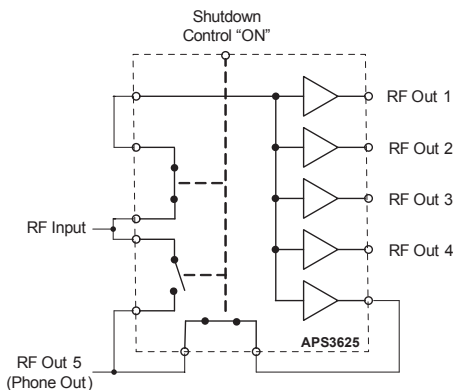 Shutdown
Control “ON”
RF Out 1
RF Out 2
RF Out 3
RF Input
RF Out 4
APS3625
RF Out 5
(Phone Out)